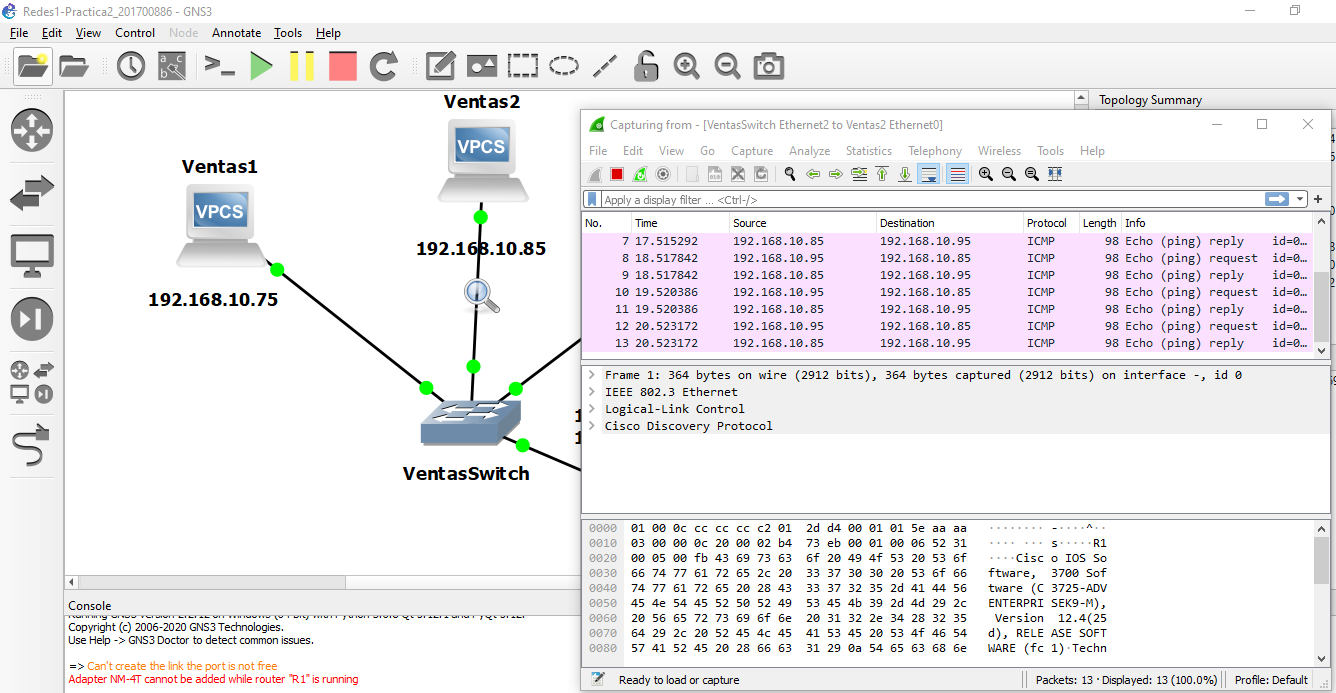 Redes1-Practica2_201700886 - GNS3
File Edit View Control Node Annotate Tools Help
Ventas2
VPCS
Ventas1
VPCS
192.168.10.85
192.168.10.75
VentasSwitch
Topology Summary
Capturing from - [VentasSwitch Ethernet2 to Ventas2 Ethernet0]
File Edit View Go Capture Analyze Statistics Telephony Wireless Tools Help
Apply a display filter ... <Ctrl-/>
No. Time Source Destination Protocol Length Info
7 17.515292 192.168.10.85 192.168.10.95 ICMP 98 Echo (ping) reply id=0…
8 18.517842 192.168.10.95 192.168.10.85 ICMP 98 Echo (ping) request id=0…
9 18.517842 192.168.10.85 192.168.10.95 ICMP 98 Echo (ping) reply id=0…
10 19.520386 192.168.10.95 192.168.10.85 ICMP 98 Echo (ping) request id=0…
11 19.520386 192.168.10.85 192.168.10.95 ICMP 98 Echo (ping) reply id=0…
12 20.523172 192.168.10.95 192.168.10.85 ICMP 98 Echo (ping) request id=0…
13 20.523172 192.168.10.85 192.168.10.95 ICMP 98 Echo (ping) reply id=0…
Frame 1: 364 bytes on wire (2912 bits), 364 bytes captured (2912 bits) on interface -, id 0
IEEE 802.3 Ethernet
Logical-Link Control
Cisco Discovery Protocol
0000 01 00 0c cc cc cc c2 01 2d d4 00 01 01 5e aa aa ········ -····^··
0010 03 00 00 0c 20 00 02 b4 73 eb 00 01 00 06 52 31 ···· ··· s·····R1
0020 00 05 00 fb 43 69 73 63 6f 20 49 4f 53 20 53 6f ····Cisc o IOS So
0030 66 74 77 61 72 65 2c 20 33 37 30 30 20 53 6f 66 ftware, 3700 Sof
0040 74 77 61 72 65 20 28 43 33 37 32 35 2d 41 44 56 tware (C 3725-ADV
0050 45 4e 54 45 52 50 52 49 53 45 4b 39 2d 4d 29 2c ENTERPRI SEK9-M),
0060 20 56 65 72 73 69 6f 6e 20 31 32 2e 34 28 32 35 Version 12.4(25
0070 64 29 2c 20 52 45 4c 45 41 53 45 20 53 4f 46 54 d), RELE ASE SOFT
0080 57 41 52 45 20 28 66 63 31 29 0a 54 65 63 68 6e WARE (fc 1)·Techn
Ready to load or capture Packets: 13 · Displayed: 13 (100.0%) Profile: Default
Console
Copyright (c) 2006-2020 GNS3 Technologies.
Use Help -> GNS3 Doctor to detect common issues.
=> Can't create the link the port is not free
Adapter NM-4T cannot be added while router "R1" is running